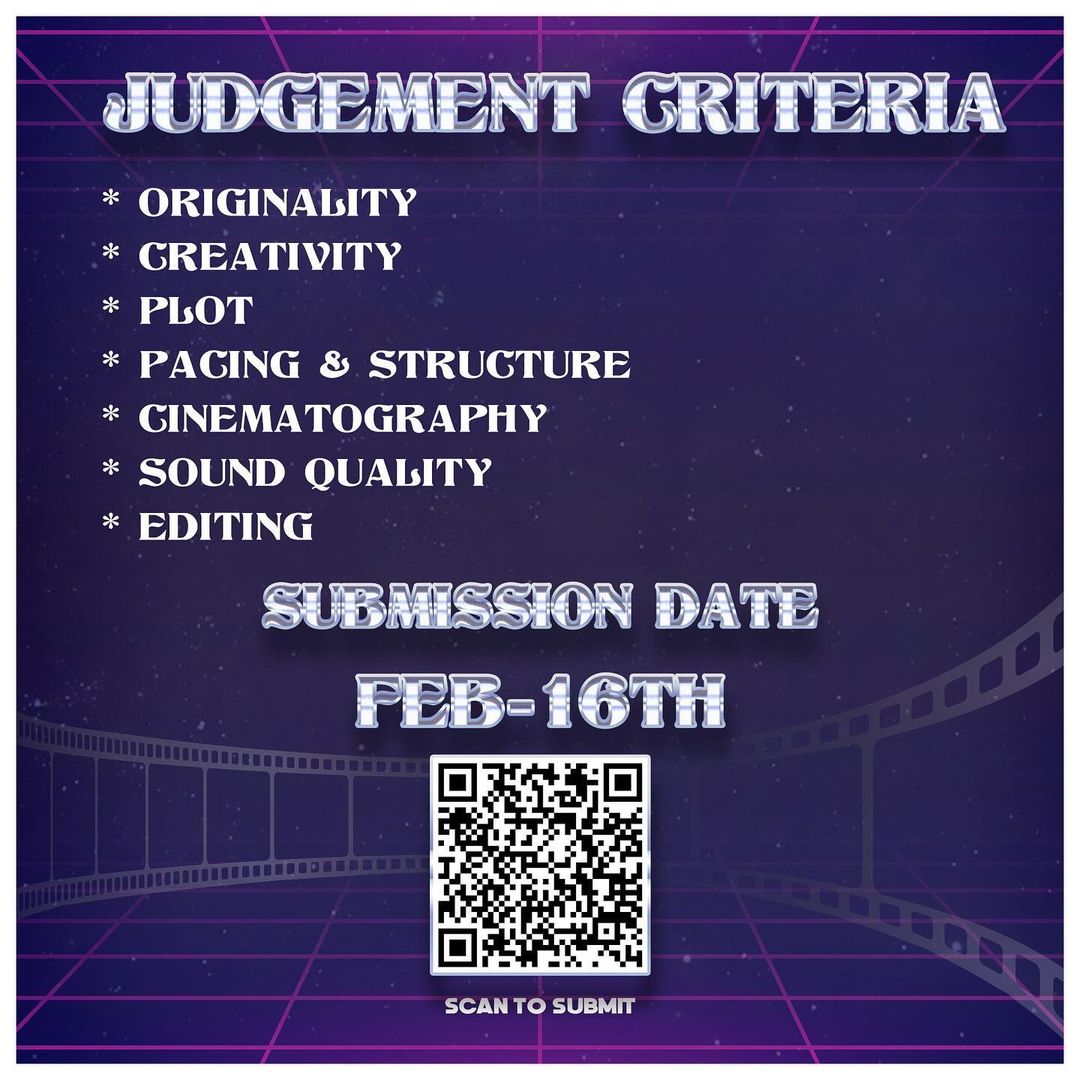 JUDGEMENT CRITERIA
* ORIGINALITY
* CREATIVITY
* PLOT
* PACING & STRUCTURE
* CINEMATOGRAPHY
* SOUND QUALITY
* EDITING
SUBMISSION DATE
FEB-16TH
SCAN TO SUBMIT